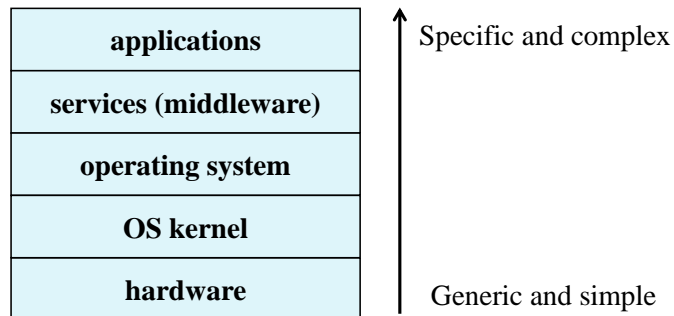 applications
Specific and complex
services (middleware)
operating system
OS kernel
hardware
Generic and simple